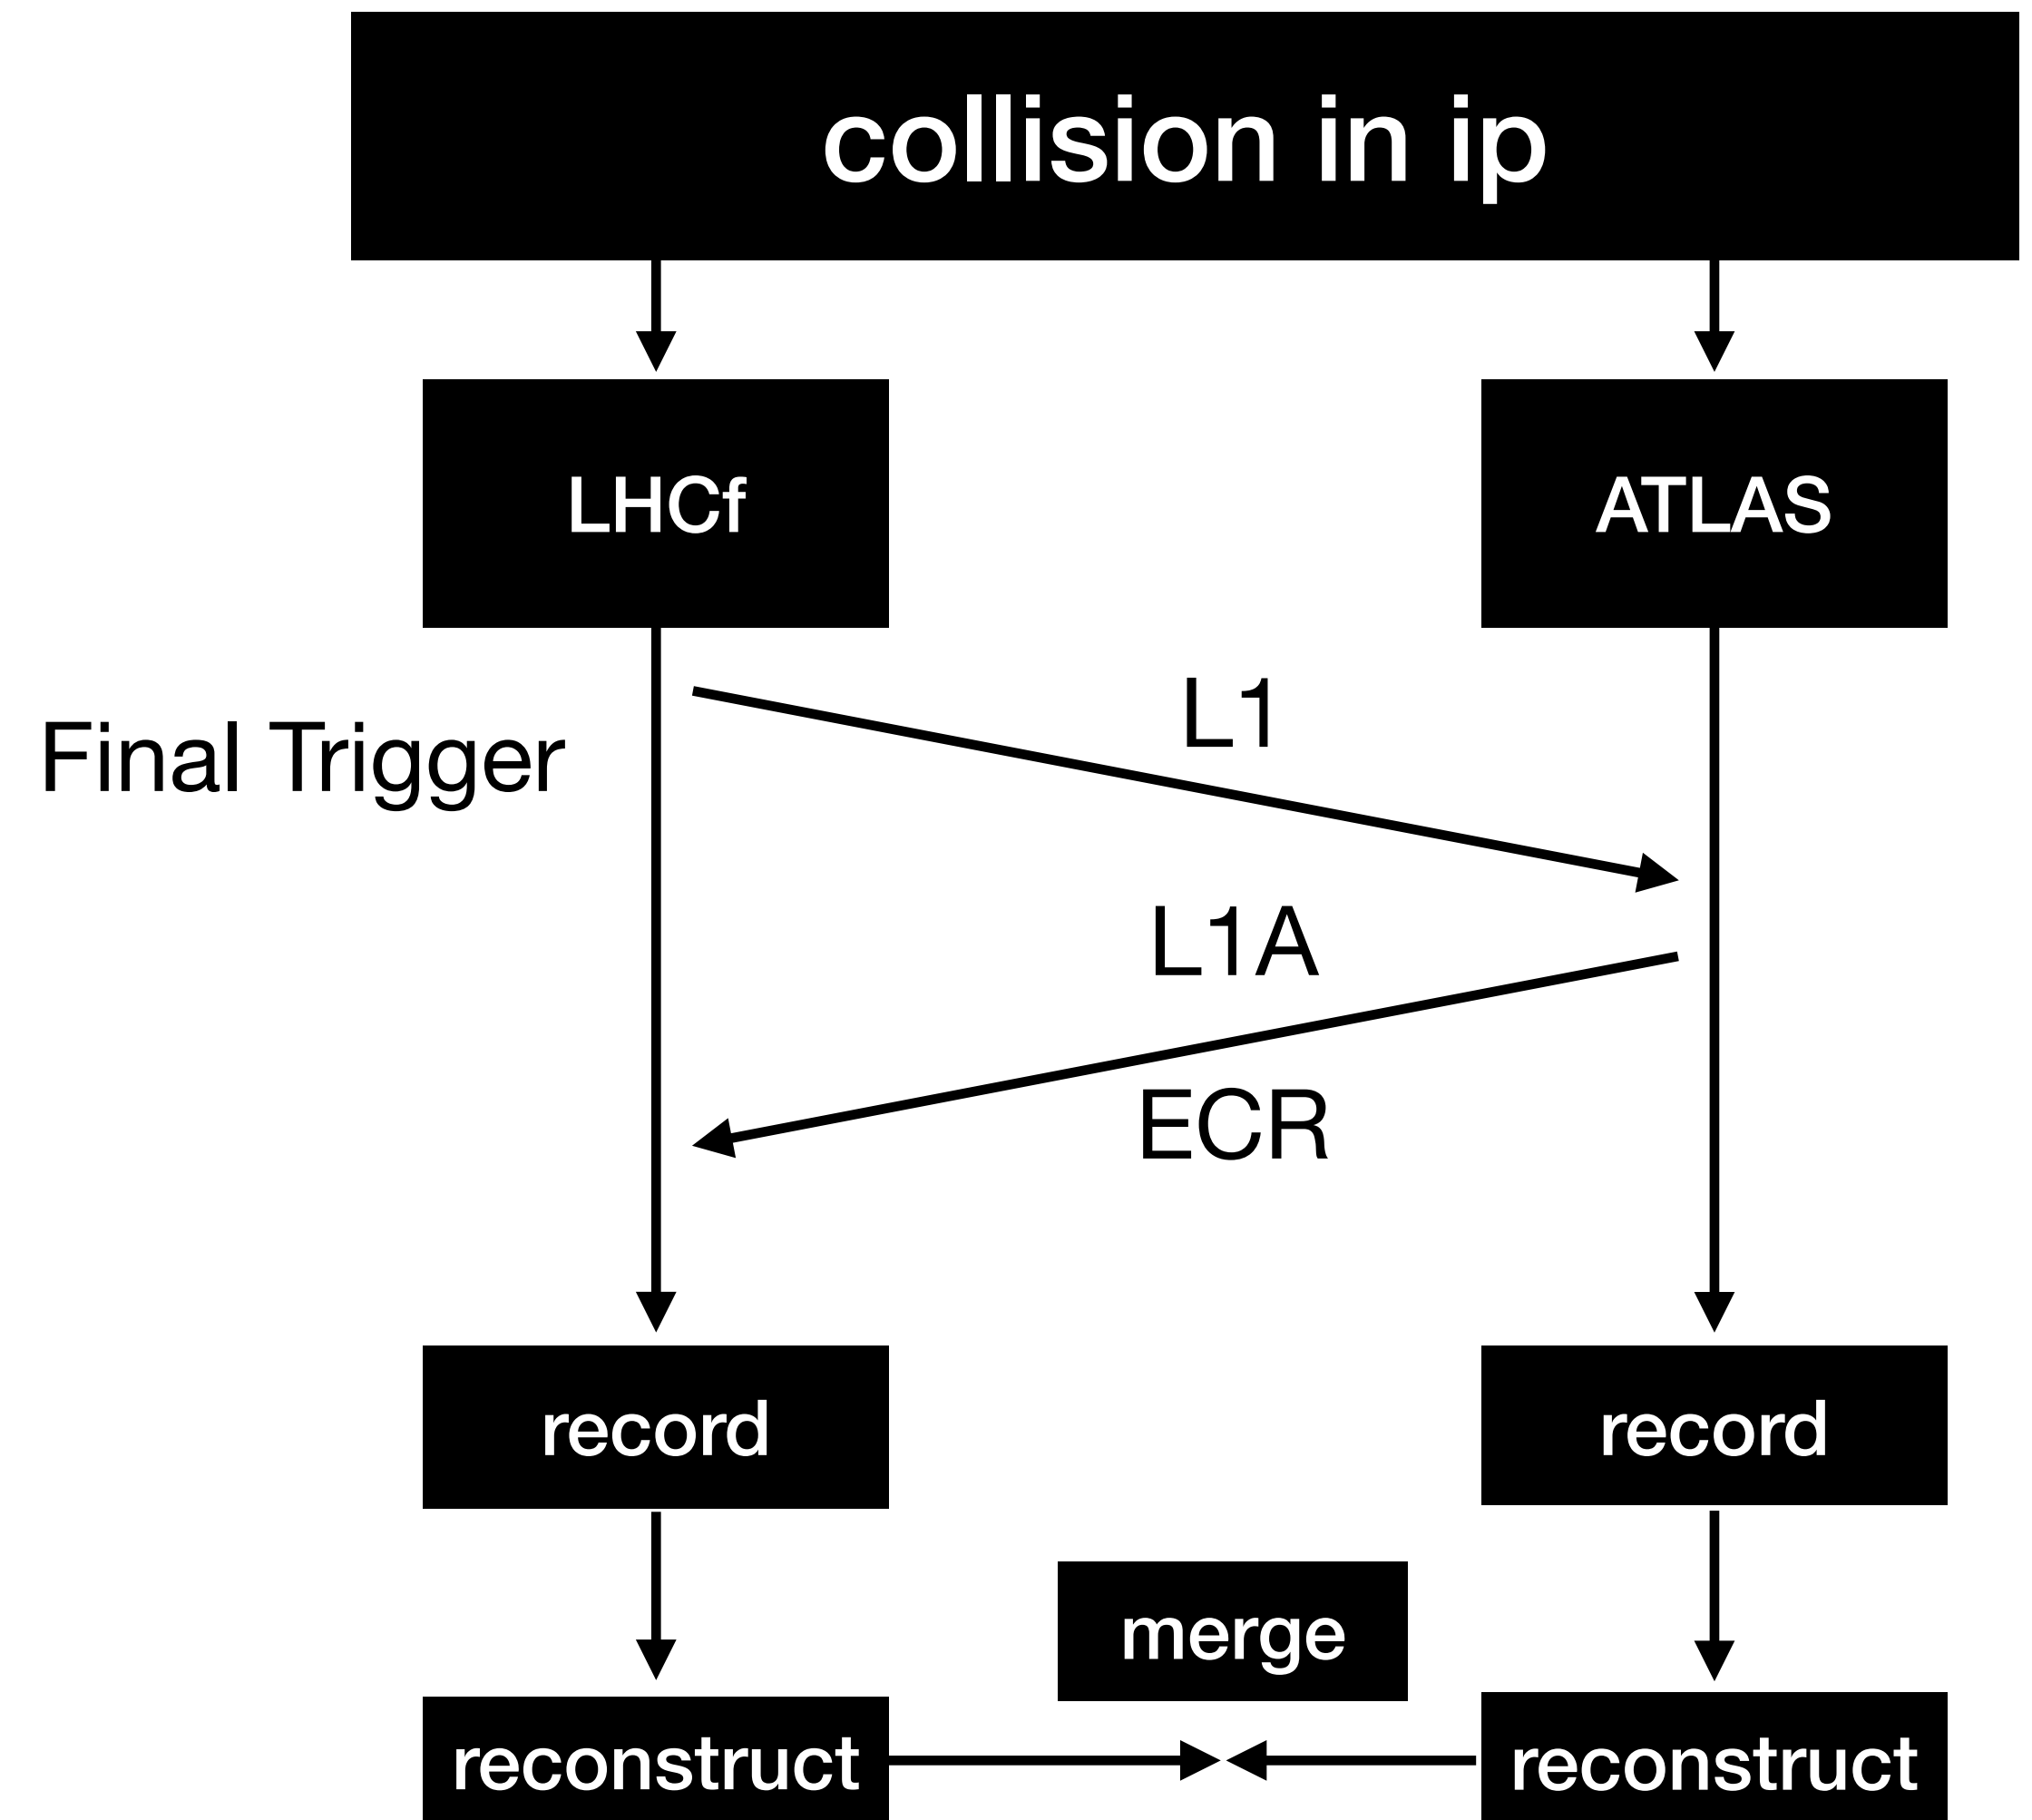 collision in ip
LHCf
ATLAS
Final Trigger
L1
L1A
ECR
record
record
merge
reconstruct
reconstruct